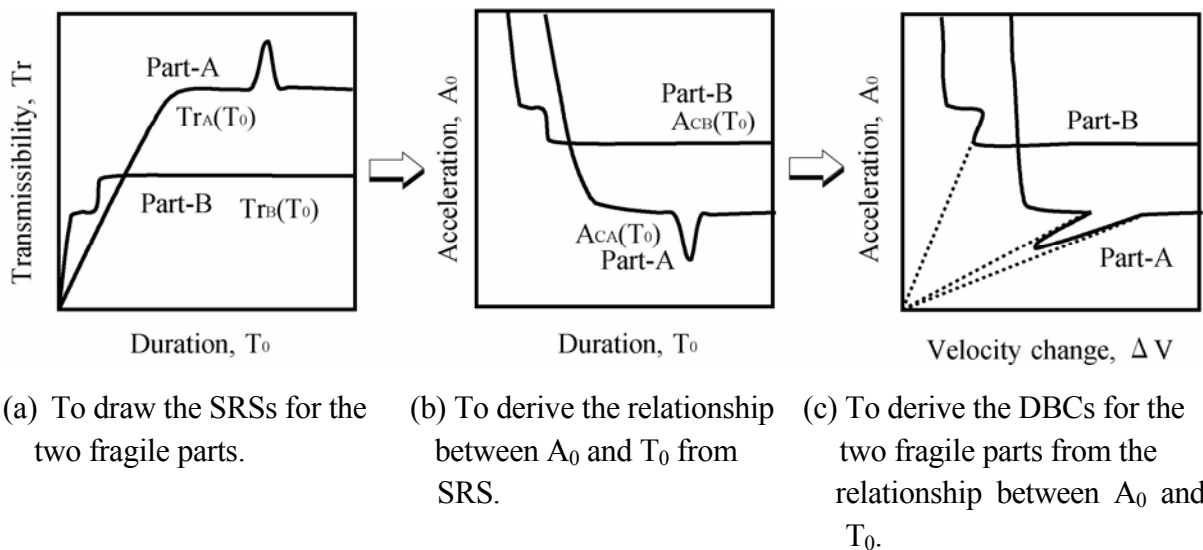 Transmissibility, Tr
Part-A
TrA(T0)
Part-B
TrB(T0)
Duration, T0
Acceleration, A0
Part-B
ACB(T0)
ACA(T0)
Part-A
Duration, T0
Acceleration, A0
Part-B
Part-A
Velocity change, ΔV
(a) To draw the SRSs for the
two fragile parts.
(b) To derive the relationship
between A0 and T0 from
SRS.
(c) To derive the DBCs for the
two fragile parts from the
relationship between A0 and
T0.